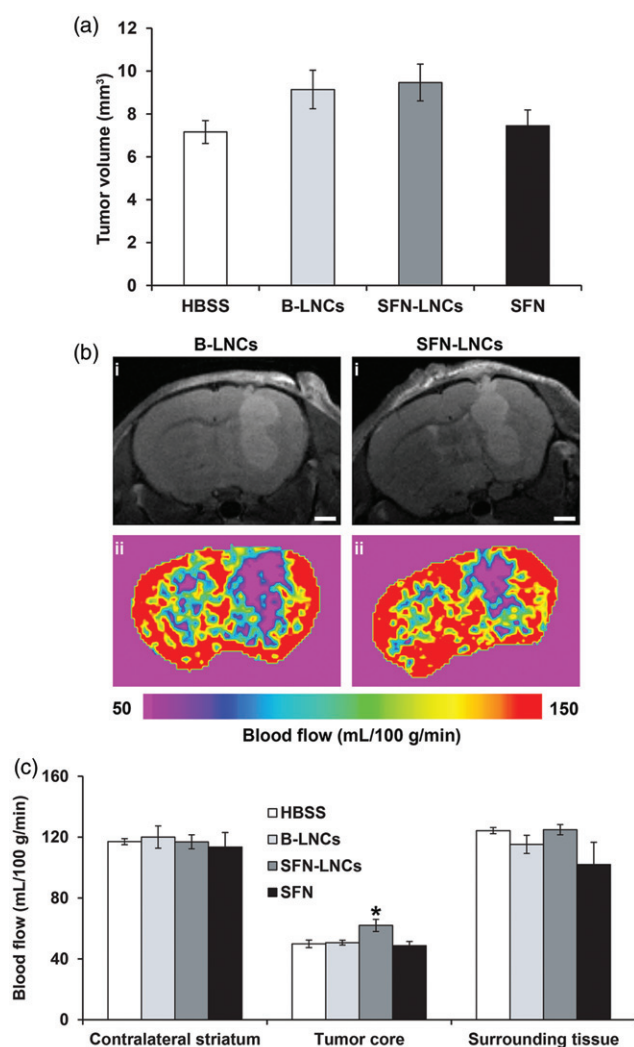 (a)
Tumor volume (mm³)
12
10
8
6
4
2
0
HBSS
B-LNCs
SFN-LNCs
SFN
(b)
B-LNCs
SFN-LNCs
i
i
ii
ii
50
150
Blood flow (mL/100 g/min)
(c)
Blood flow (mL/100 g/min)
160
120
80
40
0
HBSS
B-LNCs
SFN-LNCs
SFN
*
Contralateral striatum
Tumor core
Surrounding tissue